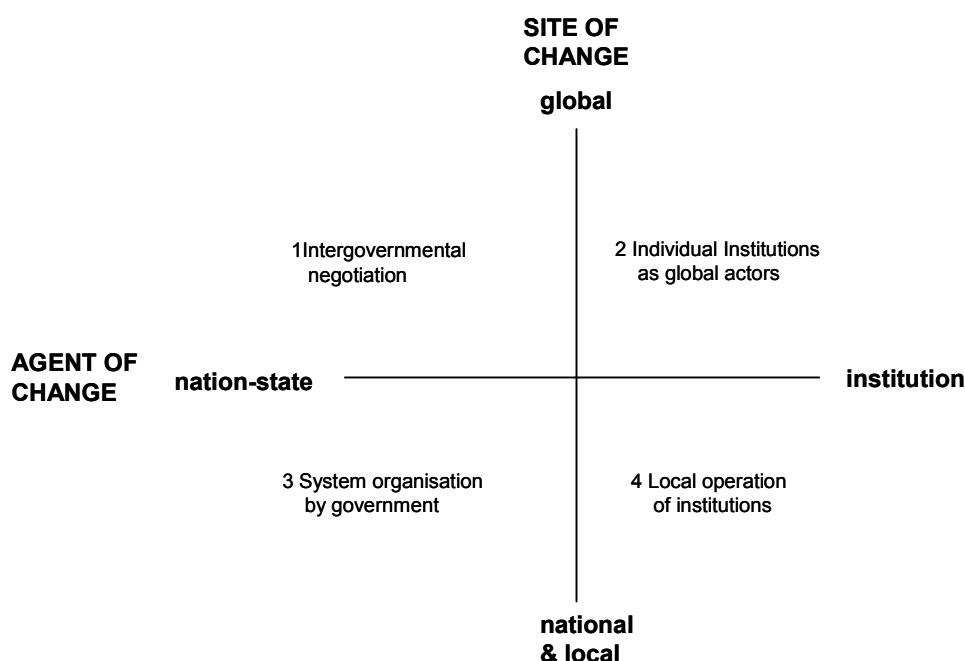 SITE OF
CHANGE
global
1Intergovernmental
negotiation
2 Individual Institutions
as global actors
AGENT OF
CHANGE
nation-state
institution
3 System organisation
by government
4 Local operation
of institutions
national
& local